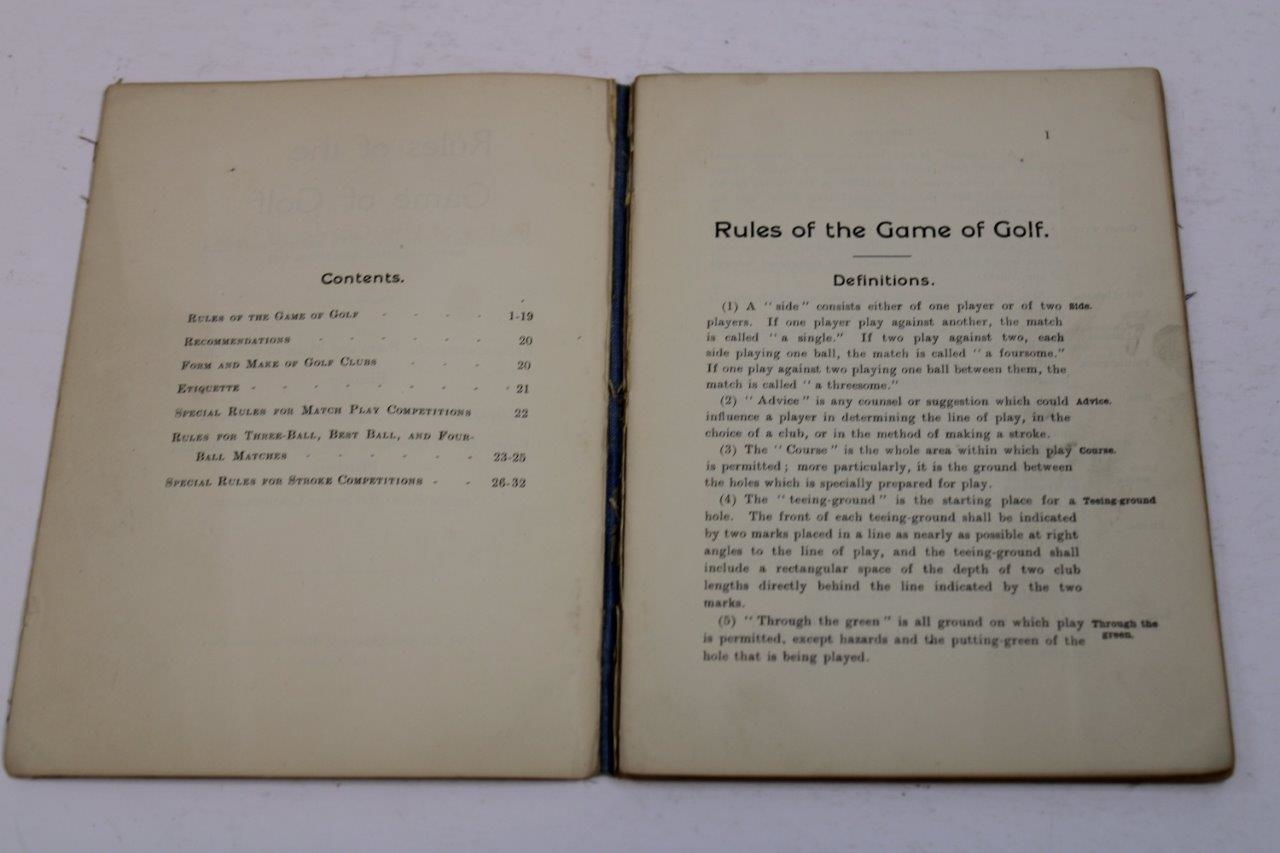 Contents.
Rules of the Game of Golf - - - - 1-19
Recommendations - - - - - - 20
Form and Make of Golf Clubs - - - 20
Etiquette - - - - - - - - - 21
Special Rules for Match Play Competitions 22
Rules for Three-Ball, Best Ball, and Four-
Ball Matches - - - - - - 23-25
Special Rules for Stroke Competitions - - 26-32
1
Rules of the Game of Golf.
Definitions.
(1) A "side" consists either of one player or of two Side.
players. If one player play against another, the match
is called "a single." If two play against two, each
side playing one ball, the match is called "a foursome."
If one play against two playing one ball between them, the
match is called "a threesome."
(2) "Advice" is any counsel or suggestion which could Advice.
influence a player in determining the line of play, in the
choice of a club, or in the method of making a stroke.
(3) The "Course" is the whole area within which play Course.
is permitted; more particularly, it is the ground between
the holes which is specially prepared for play.
(4) The "teeing-ground" is the starting place for a Teeing-ground
hole. The front of each teeing-ground shall be indicated
by two marks placed in a line as nearly as possible at right
angles to the line of play, and the teeing-ground shall
include a rectangular space of the depth of two club
lengths directly behind the line indicated by the two
marks.
(5) "Through the green" is all ground on which play Through the
is permitted, except hazards and the putting-green of the green.
hole that is being played.